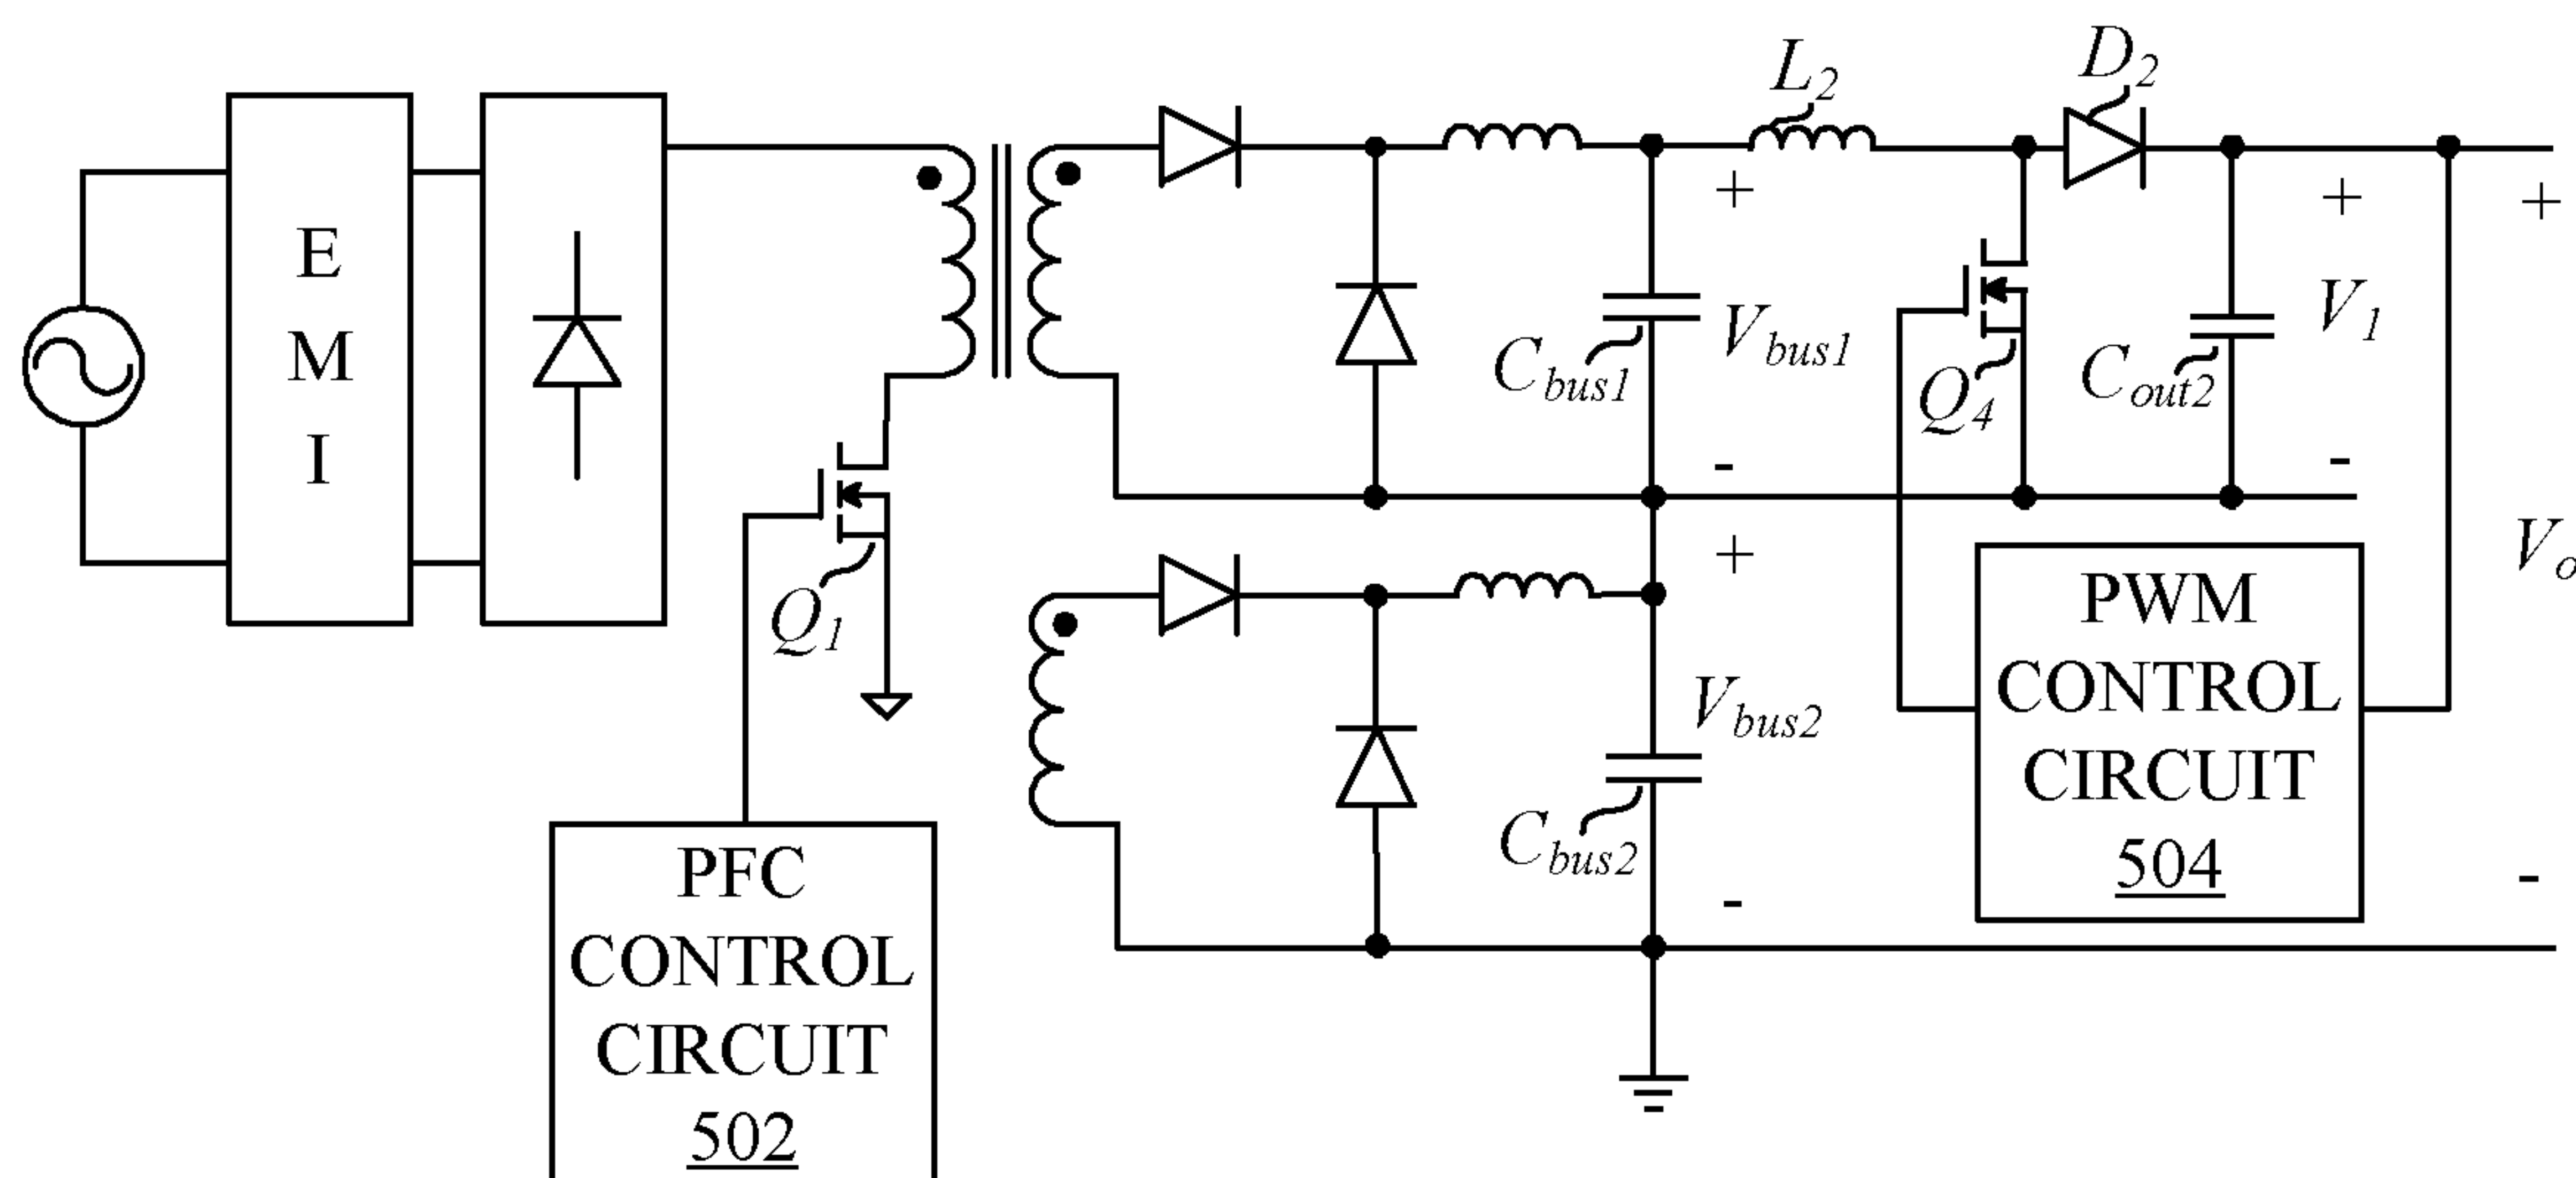 E
M
I
Q1
PFC
CONTROL
CIRCUIT
502
L2
D2
+
Cbus1
Vbus1
-
+
Vbus2
Cbus2
-
Q4
Cout2
+
V1
-
PWM
CONTROL
CIRCUIT
504
+
Vo
-